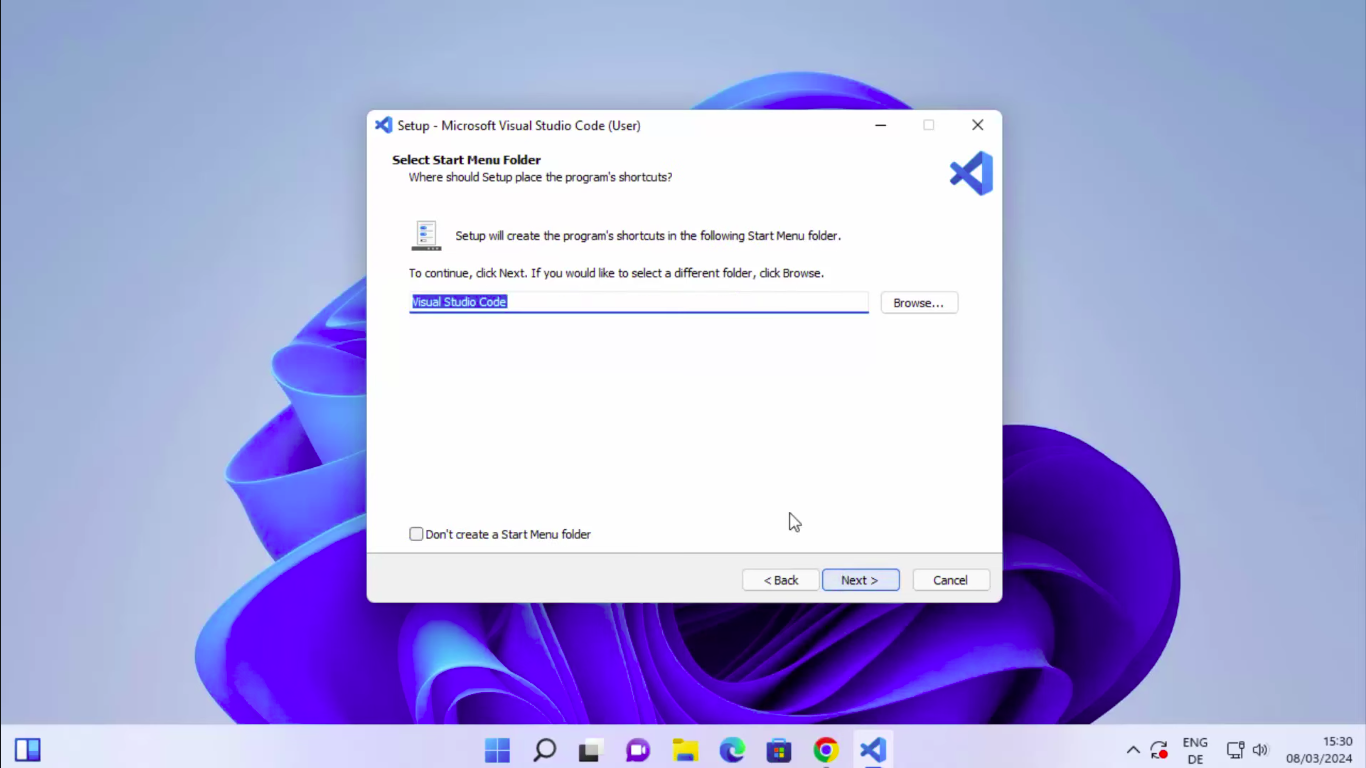 Setup - Microsoft Visual Studio Code (User)
Select Start Menu Folder
Where should Setup place the program's shortcuts?
Setup will create the program's shortcuts in the following Start Menu folder.
To continue, click Next. If you would like to select a different folder, click Browse.
Visual Studio Code
Browse...
Don't create a Start Menu folder
< Back
Next >
Cancel
ENG
DE
15:30
08/03/2024